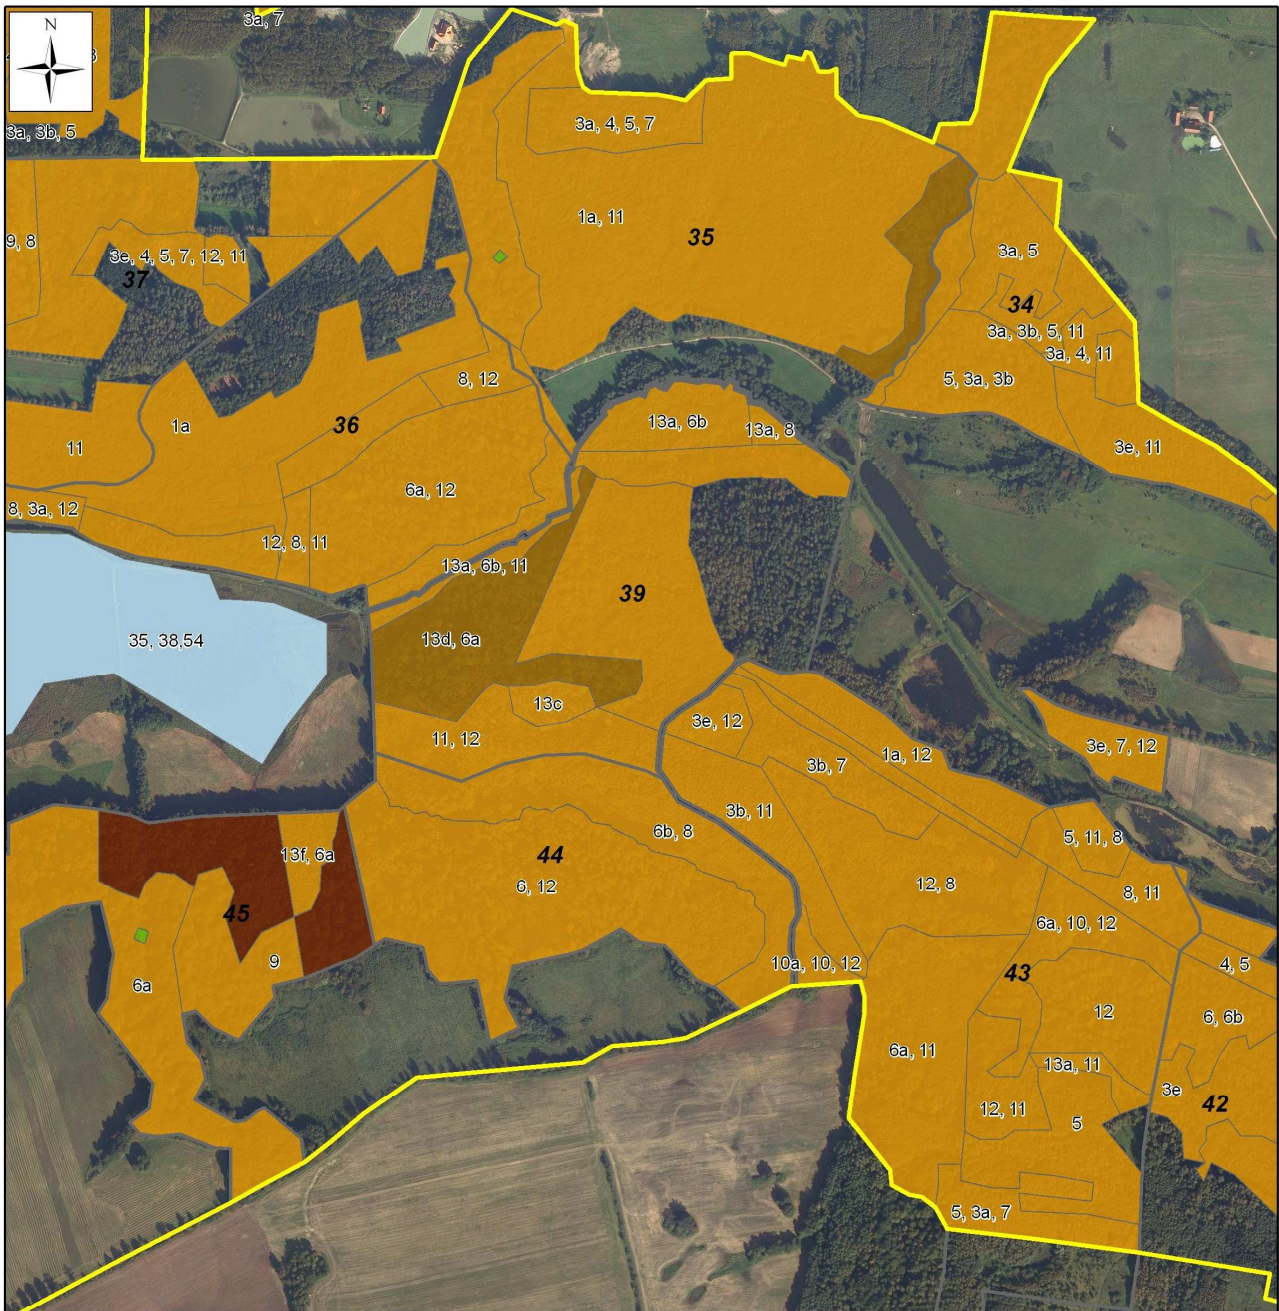 3a, 7
N
3a, 3b, 5
3a, 4, 5, 7
1a, 11
35
9, 8
3e, 4, 5, 7, 12, 11
37
3a, 5
34
3a, 3b, 5, 11
3a, 4, 11
8, 12
5, 3a, 3b
1a
36
13a, 6b
13a, 8
11
3e, 11
6a, 12
8, 3a, 12
12, 8, 11
13a, 6b, 11
39
35, 38,54
13d, 6a
13c
3e, 12
11, 12
3b, 7
1a, 12
3e, 7, 12
3b, 11
6b, 8
5, 11, 8
13f, 6a
44
6, 12
12, 8
8, 11
45
6a, 10, 12
9
10a, 10, 12
4, 5
43
6a
12
6, 6b
6a, 11
13a, 11
3e
12, 11
5
42
5, 3a, 7